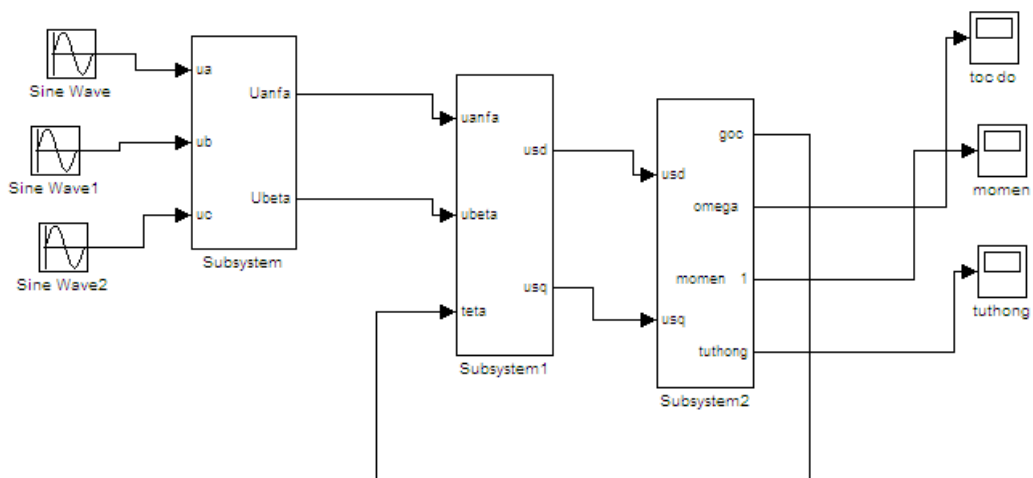 Sine Wave
Sine Wave1
Sine Wave2
ua
ub
uc
Uanfa
Ubeta
Subsystem
uanfa
ubeta
teta
usd
usq
Subsystem1
usd
usq
goc
omega
momen 1
tuthong
Subsystem2
toc do
momen
tuthong